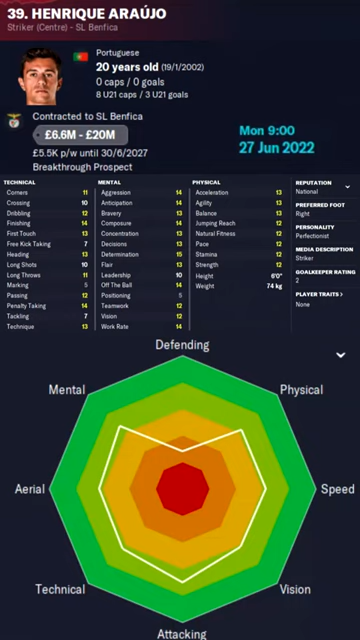 39. HENRIQUE ARAÚJO
Striker (Centre) - SL Benfica
Portuguese
20 years old (19/1/2002)
0 caps / 0 goals
8 U21 caps / 3 U21 goals
Contracted to SL Benfica
£6.6M - £20M
£5.5K p/w until 30/6/2027
Breakthrough Prospect
Mon 9:00
27 Jun 2022
TECHNICAL
Corners 11
Crossing 10
Dribbling 12
Finishing 14
First Touch 13
Free Kick Taking 7
Heading 13
Long Shots 10
Long Throws 11
Marking 5
Passing 12
Penalty Taking 14
Tackling 7
Technique 13
MENTAL
Aggression 14
Anticipation 14
Bravery 13
Composure 14
Concentration 13
Decisions 13
Determination 15
Flair 13
Leadership 10
Off The Ball 14
Positioning 5
Teamwork 12
Vision 12
Work Rate 14
PHYSICAL
Acceleration 13
Agility 13
Balance 13
Jumping Reach 12
Natural Fitness 12
Pace 12
Stamina 12
Strength 12
Height 6'0"
Weight 74 kg
REPUTATION
National
PREFERRED FOOT
Right
PERSONALITY
Perfectionist
MEDIA DESCRIPTION
Striker
GOALKEEPER RATING
2
PLAYER TRAITS >
None
Defending
Mental
Physical
Aerial
Speed
Technical
Vision
Attacking